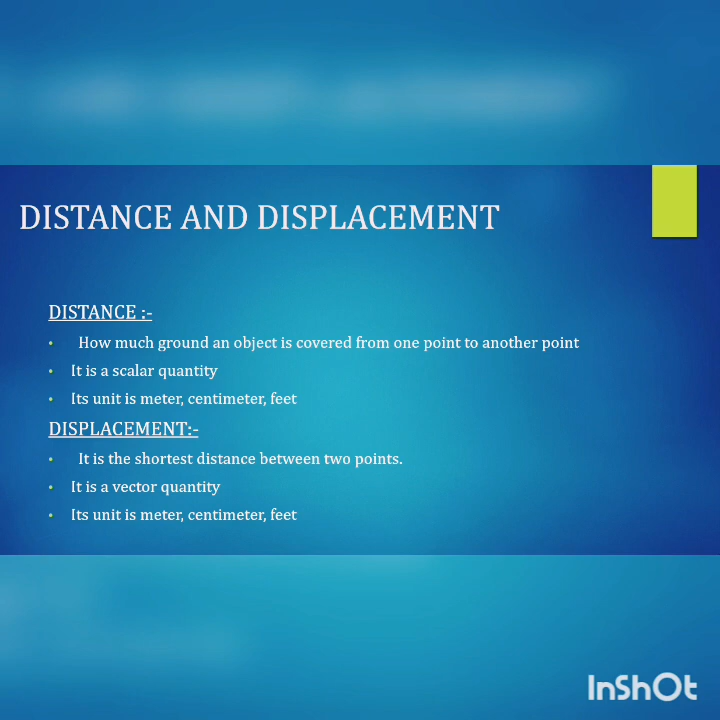 DISTANCE AND DISPLACEMENT
DISTANCE :-
• How much ground an object is covered from one point to another point
• It is a scalar quantity
• Its unit is meter, centimeter, feet
DISPLACEMENT:-
• It is the shortest distance between two points.
• It is a vector quantity
• Its unit is meter, centimeter, feet
InShOt